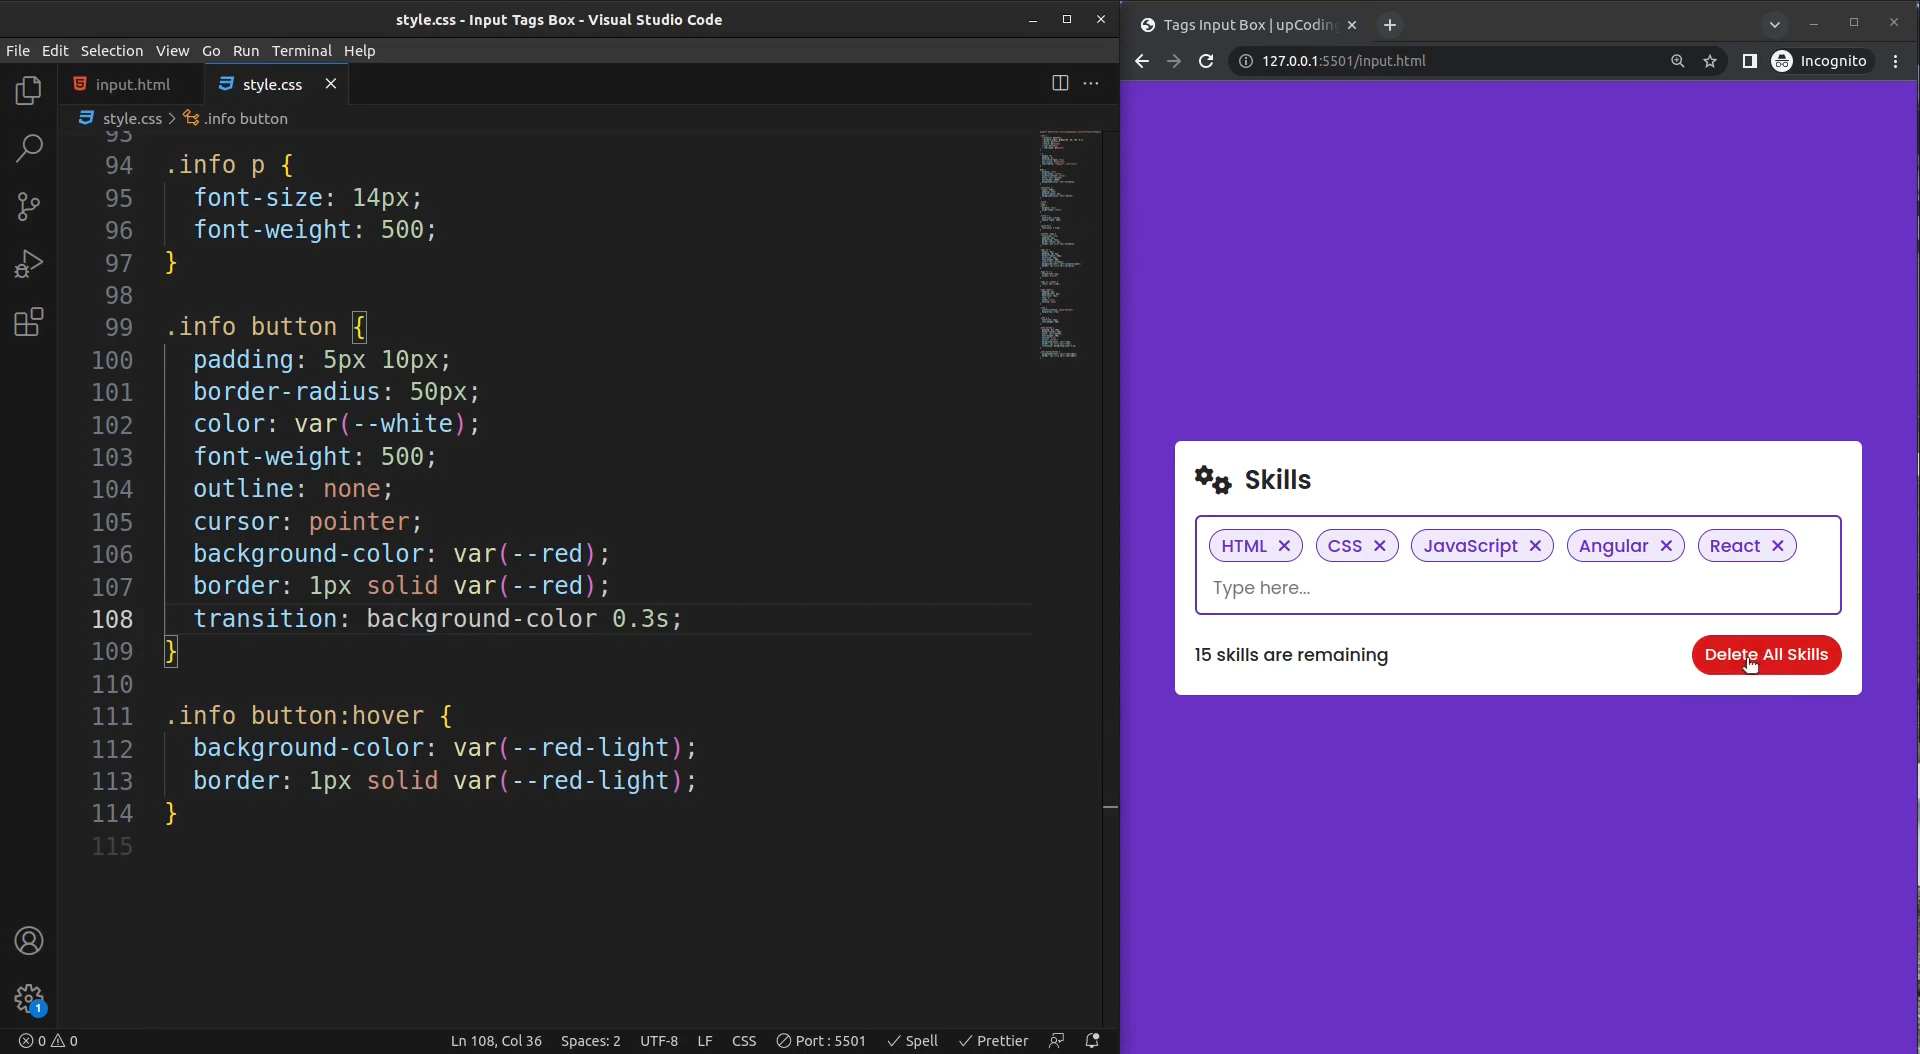 style.css - Input Tags Box - Visual Studio Code
File Edit Selection View Go Run Terminal Help
input.html
style.css
style.css > .info button
93
94 .info p {
95 font-size: 14px;
96 font-weight: 500;
97 }
98
99 .info button {
100 padding: 5px 10px;
101 border-radius: 50px;
102 color: var(--white);
103 font-weight: 500;
104 outline: none;
105 cursor: pointer;
106 background-color: var(--red);
107 border: 1px solid var(--red);
108 transition: background-color 0.3s;
109 }
110
111 .info button:hover {
112 background-color: var(--red-light);
113 border: 1px solid var(--red-light);
114 }
115
1
0 0 Ln 108, Col 36 Spaces: 2 UTF-8 LF CSS Port : 5501 Spell Prettier
Tags Input Box | upCoding
127.0.0.1:5501/input.html
Incognito
Skills
HTML CSS JavaScript Angular React
Type here...
15 skills are remaining
Delete All Skills